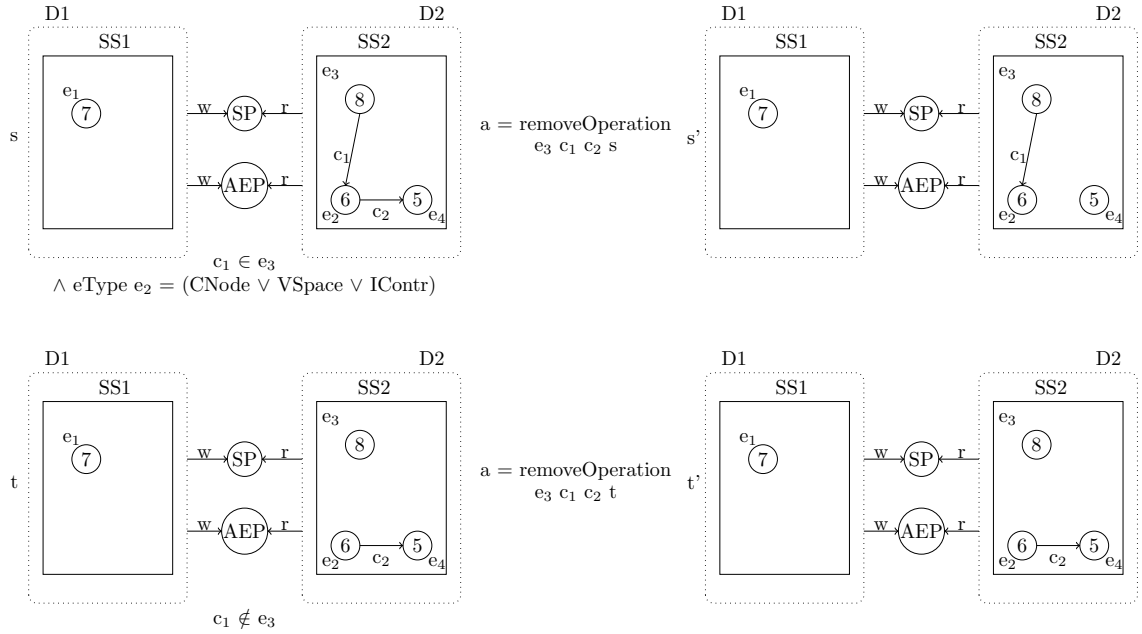 D1 D2 D1 D2
SS1 SS2 SS1 SS2
e₃ e₃
e₁ 8 e₁ 8
7 w SP r 7 w SP r
a = removeOperation
s e₃ c₁ c₂ s s'
c₁ c₁
w AEP r w AEP r
6 5 6 5
e₂ c₂ e₄ e₂ e₄
c₁ ∈ e₃
∧ eType e₂ = (CNode ∨ VSpace ∨ IContr)
D1 D2 D1 D2
SS1 SS2 SS1 SS2
e₃ e₃
e₁ 8 e₁ 8
7 w SP r 7 w SP r
a = removeOperation
t e₃ c₁ c₂ t t'
w AEP r w AEP r
6 5 6 5
e₂ c₂ e₄ e₂ c₂ e₄
c₁ ∉ e₃